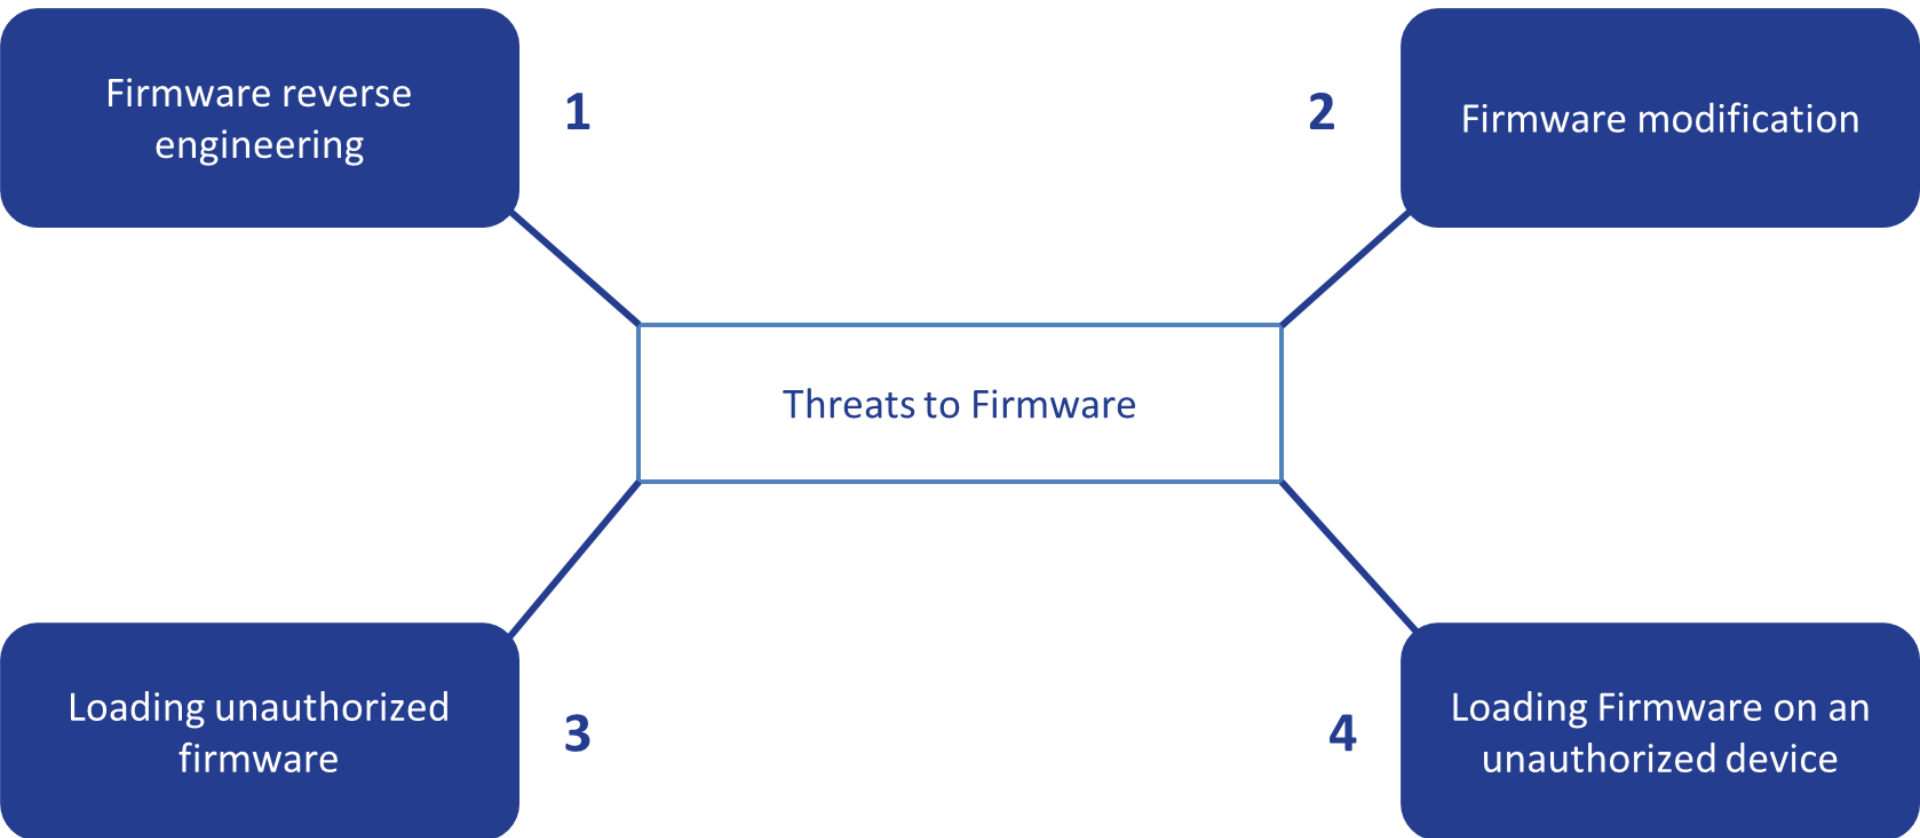 Firmware reverse
engineering
1
2
Firmware modification
Threats to Firmware
Loading unauthorized
firmware
3
4
Loading Firmware on an
unauthorized device